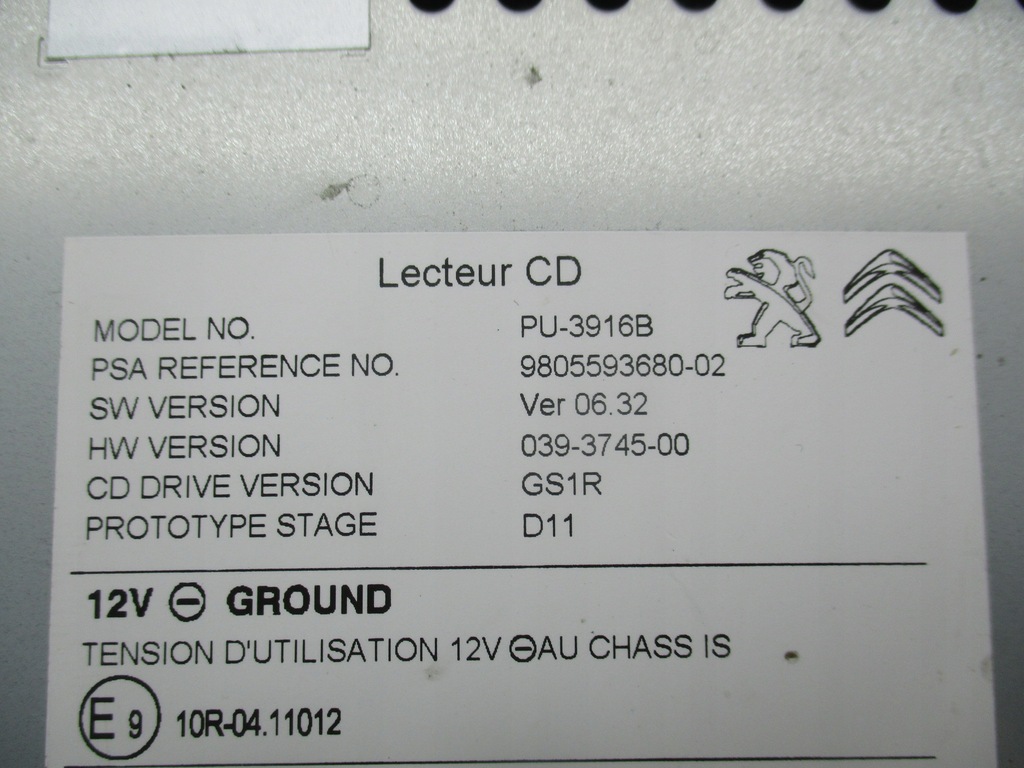 Lecteur CD
MODEL NO. PU-3916B
PSA REFERENCE NO. 9805593680-02
SW VERSION Ver 06.32
HW VERSION 039-3745-00
CD DRIVE VERSION GS1R
PROTOTYPE STAGE D11
12V ⊖ GROUND
TENSION D'UTILISATION 12V ⊖AU CHASS IS
E9 10R-04.11012